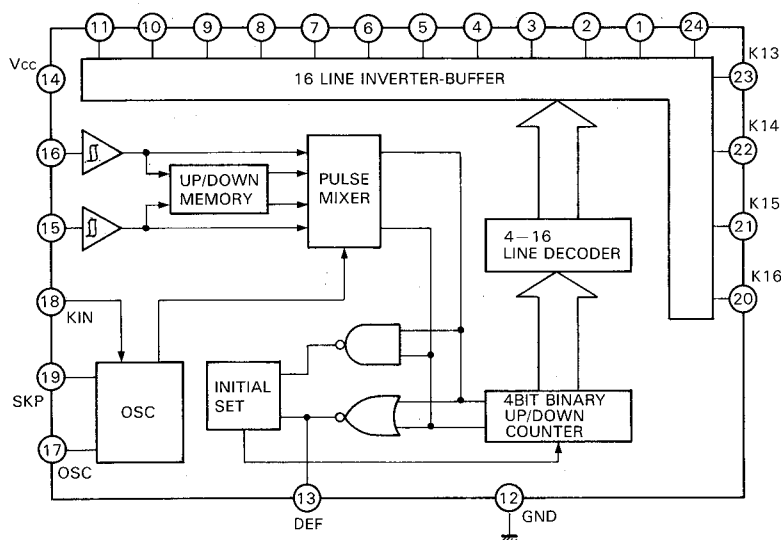 11 10 9 8 7 6 5 4 3 2 1 24
Vcc
14
16 LINE INVERTER-BUFFER
K13
23
16
UP/DOWN
MEMORY
PULSE
MIXER
K14
22
15
4-16
LINE DECODER
K15
21
18
KIN
K16
20
19
SKP
OSC
INITIAL
SET
4BIT BINARY
UP/DOWN
COUNTER
17
OSC
13
DEF
12
GND